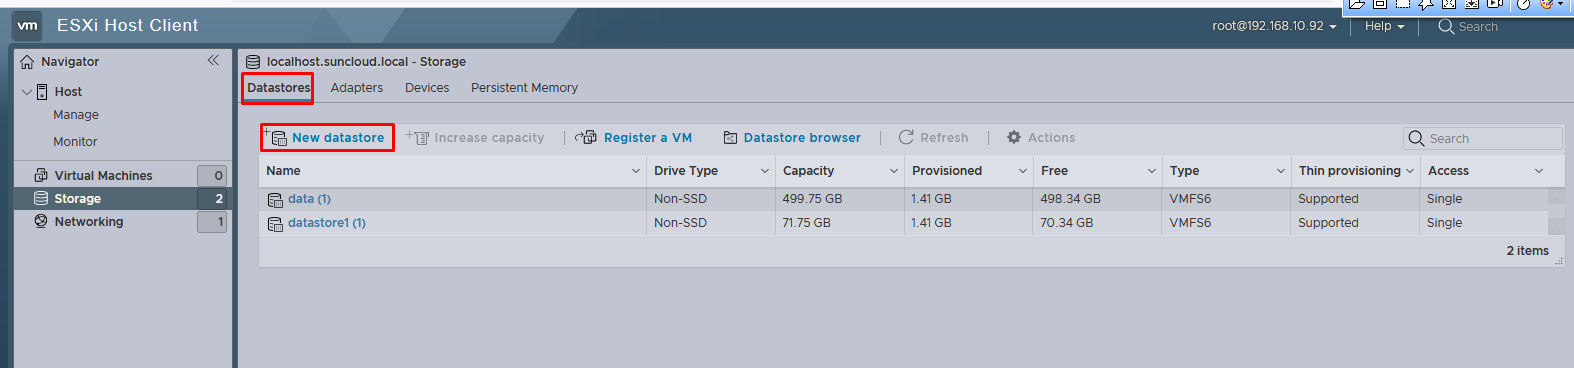 vm ESXi Host Client
root@192.168.10.92 Help Search
Navigator
Host
Manage
Monitor
Virtual Machines 0
Storage 2
Networking 1
localhost.suncloud.local - Storage
Datastores Adapters Devices Persistent Memory
New datastore Increase capacity Register a VM Datastore browser Refresh Actions Search
Name Drive Type Capacity Provisioned Free Type Thin provisioning Access
data (1) Non-SSD 499.75 GB 1.41 GB 498.34 GB VMFS6 Supported Single
datastore1 (1) Non-SSD 71.75 GB 1.41 GB 70.34 GB VMFS6 Supported Single
2 items